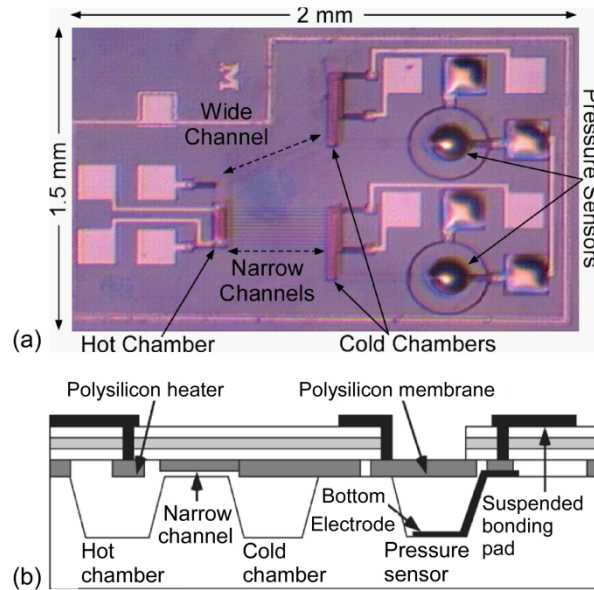 2 mm
M
Wide
Channel
Pressure Sensors
1.5 mm
Narrow
Channels
(a)
Hot Chamber
Cold Chambers
Polysilicon heater
Polysilicon membrane
Narrow
channel
Bottom
Electrode
Suspended
bonding
pad
Hot
chamber
Cold
chamber
Pressure
sensor
(b)